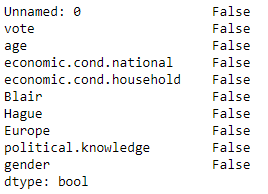 Unnamed: 0 False
vote False
age False
economic.cond.national False
economic.cond.household False
Blair False
Hague False
Europe False
political.knowledge False
gender False
dtype: bool